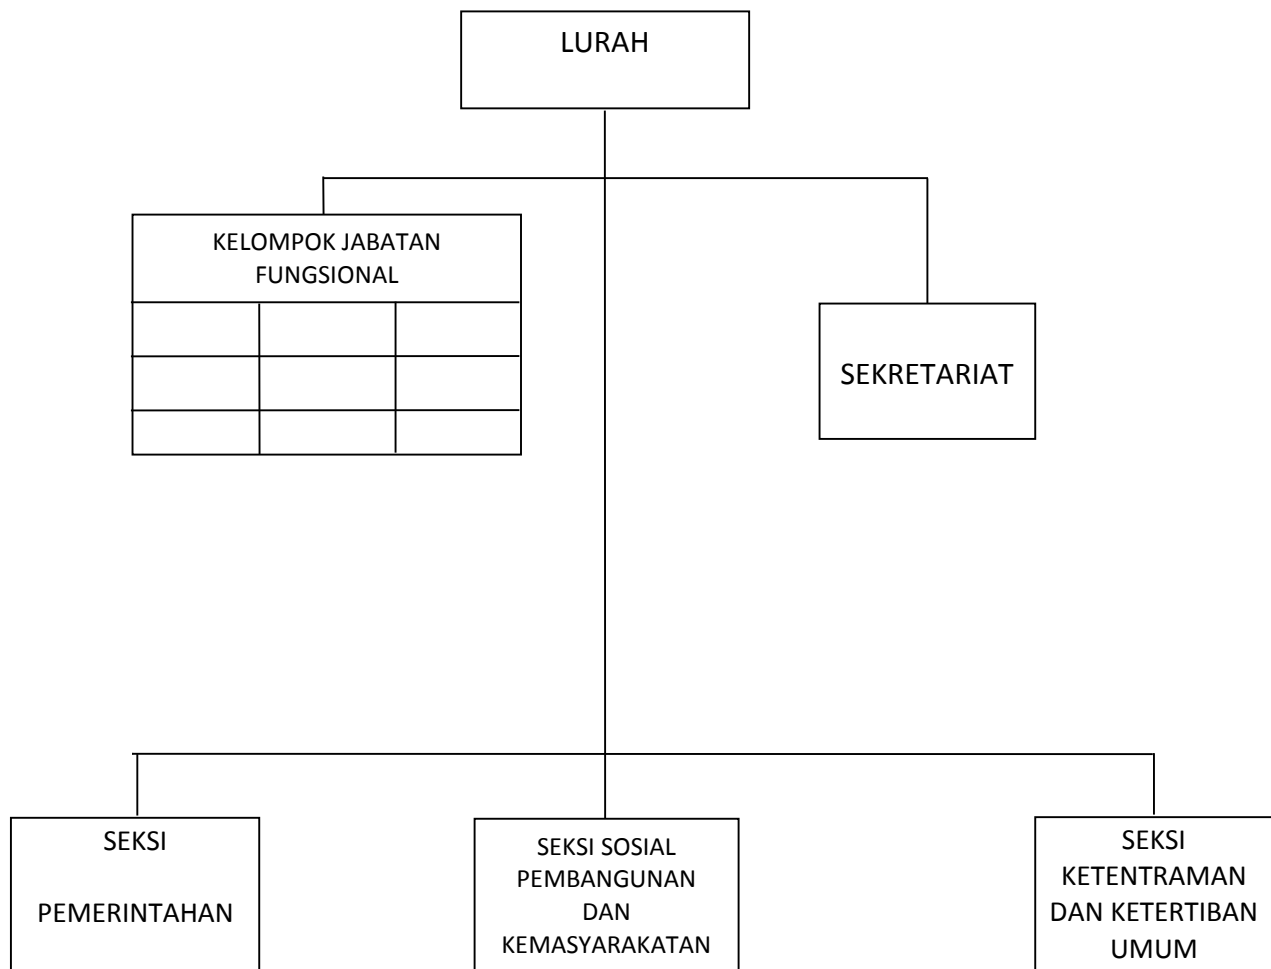 LURAH
KELOMPOK JABATAN
FUNGSIONAL
SEKRETARIAT
SEKSI
PEMERINTAHAN
SEKSI SOSIAL
PEMBANGUNAN
DAN
KEMASYARAKATAN
SEKSI
KETENTRAMAN
DAN KETERTIBAN
UMUM